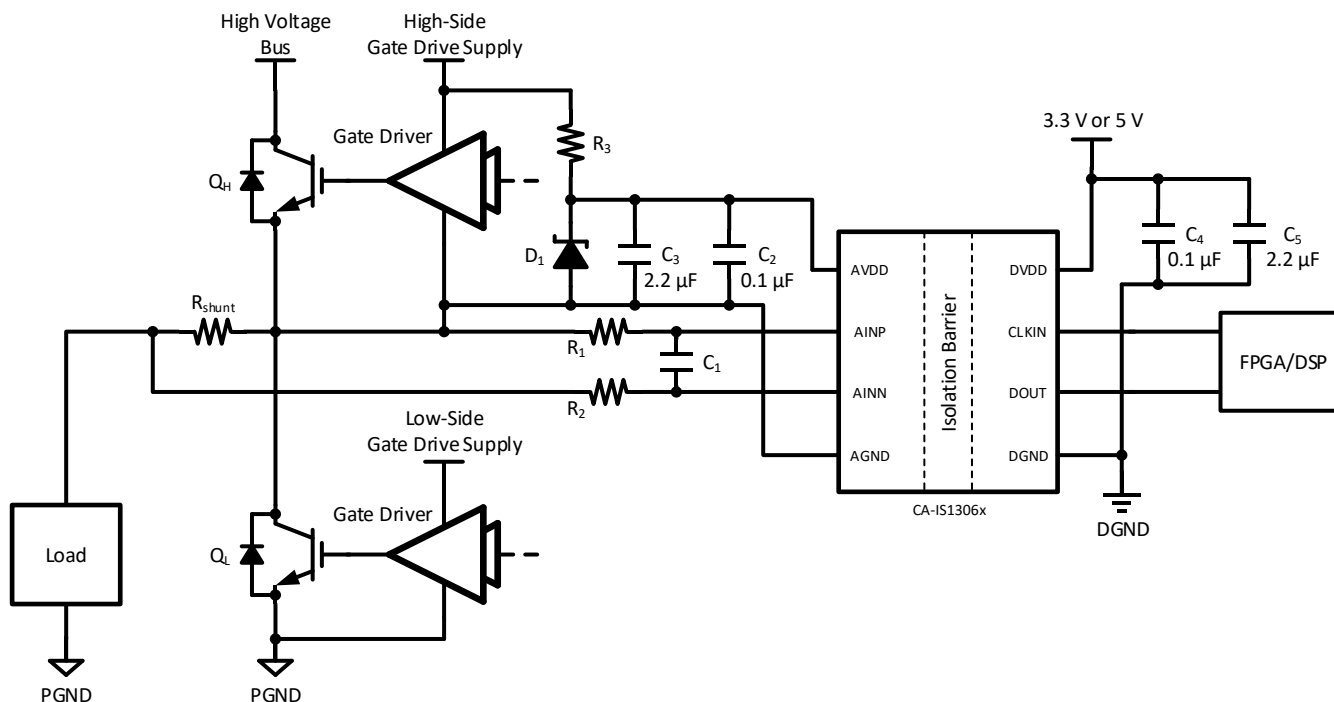 High Voltage
Bus
High-Side
Gate Drive Supply
Gate Driver
R3
3.3 V or 5 V
QH
D1
C3
2.2 µF
C2
0.1 µF
C4
0.1 µF
C5
2.2 µF
AVDD
DVDD
Rshunt
R1
AINP
CLKIN
C1
Isolation Barrier
FPGA/DSP
R2
AINN
DOUT
Low-Side
Gate Drive Supply
AGND
DGND
CA-IS1306x
Gate Driver
DGND
Load
QL
PGND
PGND